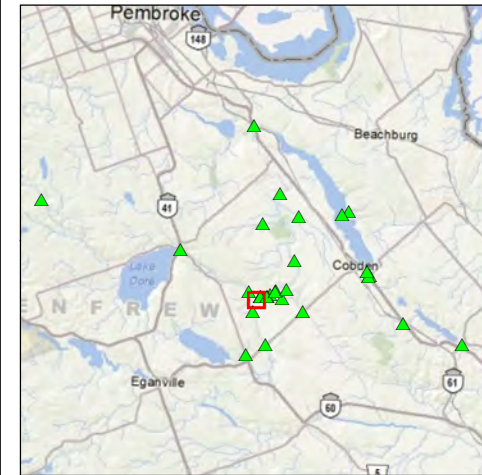 Pembroke
148
Beachburg
41
Lake
Dore
Cobden
E N F R E W
Eganville
60
61
5